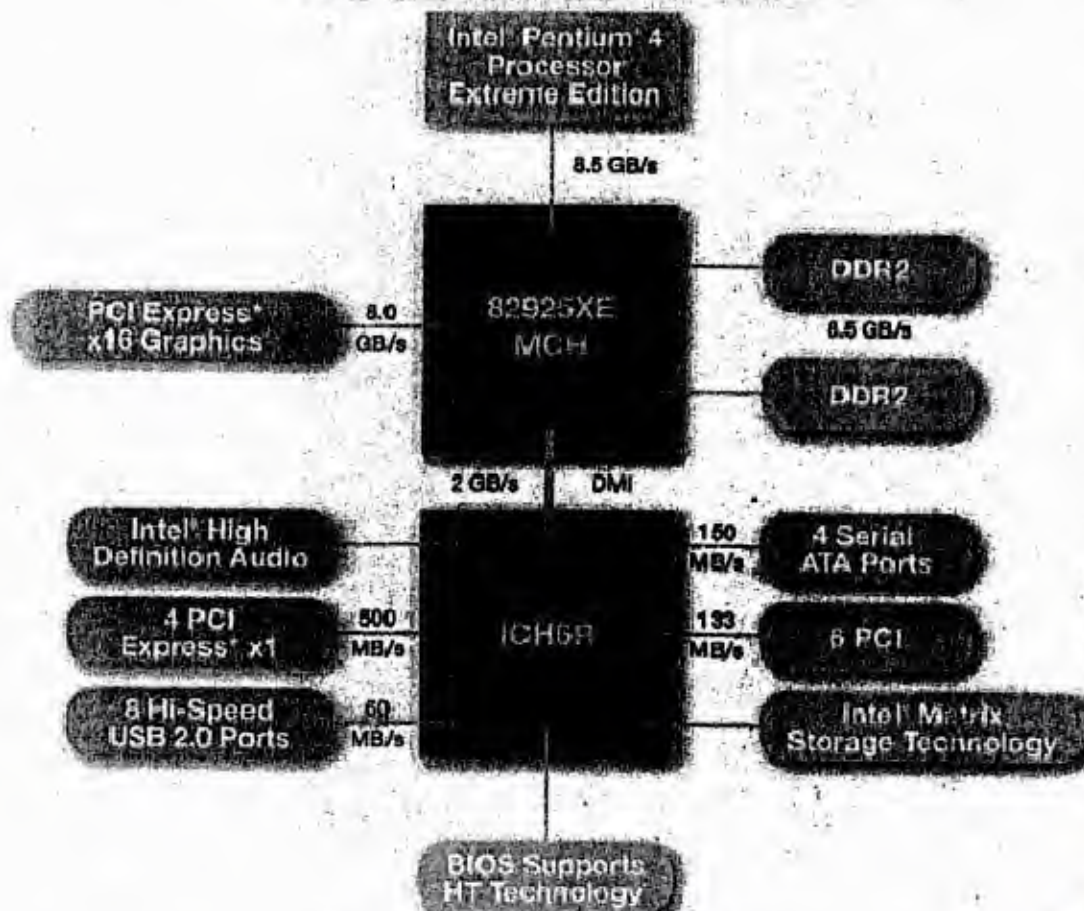 Intel Pentium 4
Processor
Extreme Edition
8.5 GB/s
DDR2
PCI Express*
x16 Graphics
8.0
GB/s
82925XE
MCH
8.5 GB/s
DDR2
2 GB/s
DMI
Intel High
Definition Audio
150
MB/s
4 Serial
ATA Ports
4 PCI
Express* x1
500
MB/s
ICH6R
133
MB/s
6 PCI
8 Hi-Speed
USB 2.0 Ports
60
MB/s
Intel Matrix
Storage Technology
BIOS Supports
HT Technology